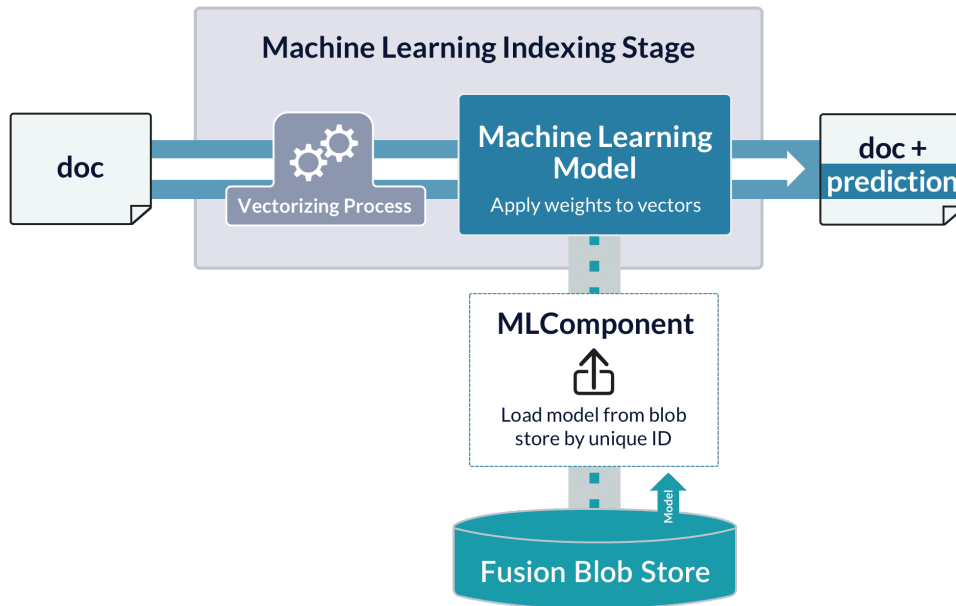 Machine Learning Indexing Stage
doc
Vectorizing Process
Machine Learning
Model
Apply weights to vectors
doc +
prediction
MLComponent
Load model from blob
store by unique ID
Model
Fusion Blob Store